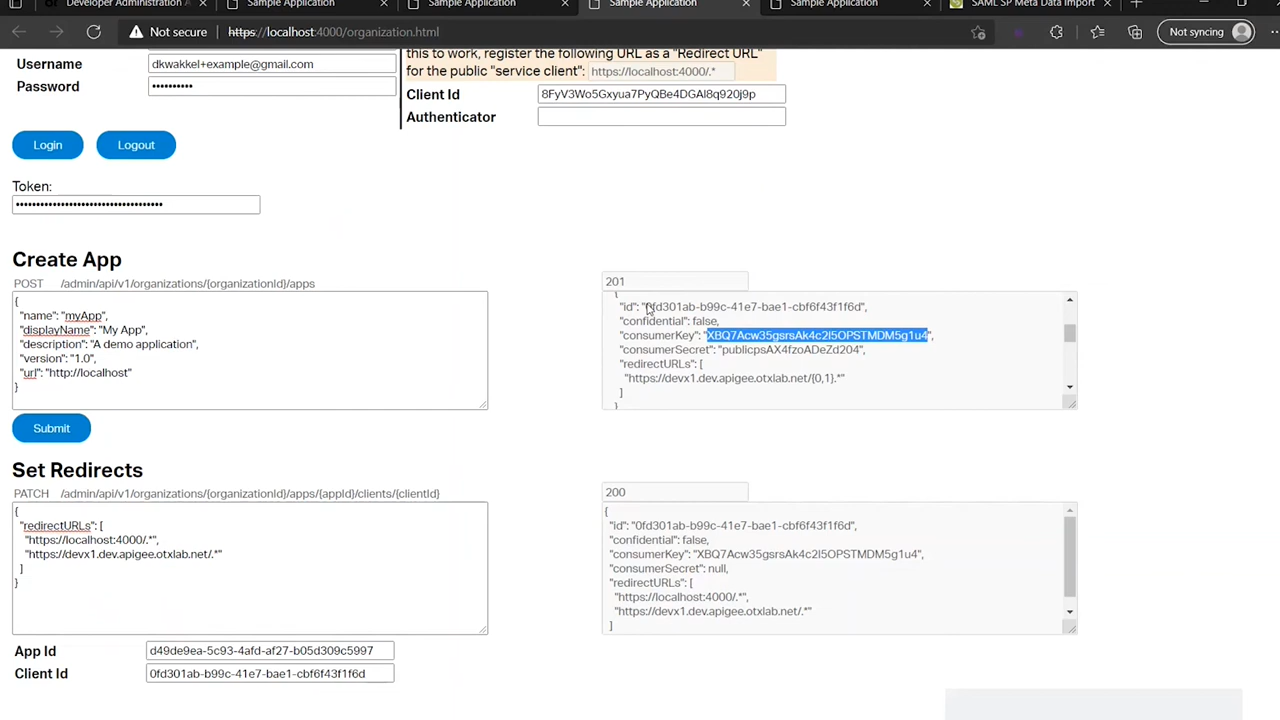 Developer Administration A
Sample Application
Sample Application
Sample Application
Sample Application
SAML SP Meta Data Import
Not secure
https://localhost:4000/organization.html
Not syncing
this to work, register the following URL as a "Redirect URL"
for the public "service client": https://localhost:4000/.*
Username
dkwakkel+example@gmail.com
Password
••••••••••
Client Id
8FyV3Wo5Gxyua7PyQBe4DGAl8q920j9p
Authenticator
Login
Logout
Token:
Create App
POST /admin/api/v1/organizations/{organizationId}/apps
{
"name": "myApp",
"displayName": "My App",
"description": "A demo application",
"version": "1.0",
"url": "http://localhost"
}
201
{
"id": "0fd301ab-b99c-41e7-bae1-cbf6f43f1f6d",
"confidential": false,
"consumerKey": "XBQ7Acw35gsrsAk4c2l5OPSTMDM5g1u4",
"consumerSecret": "publicpsAX4fzoADeZd204",
"redirectURLs": [
"https://devx1.dev.apigee.otxlab.net/{0,1}.*"
]
}
Submit
Set Redirects
PATCH /admin/api/v1/organizations/{organizationId}/apps/{appId}/clients/{clientId}
{
"redirectURLs": [
"https://localhost:4000/.*",
"https://devx1.dev.apigee.otxlab.net/.*"
]
}
200
{
"id": "0fd301ab-b99c-41e7-bae1-cbf6f43f1f6d",
"confidential": false,
"consumerKey": "XBQ7Acw35gsrsAk4c2l5OPSTMDM5g1u4",
"consumerSecret": null,
"redirectURLs": [
"https://localhost:4000/.*",
"https://devx1.dev.apigee.otxlab.net/.*"
]
App Id
d49de9ea-5c93-4afd-af27-b05d309c5997
Client Id
0fd301ab-b99c-41e7-bae1-cbf6f43f1f6d